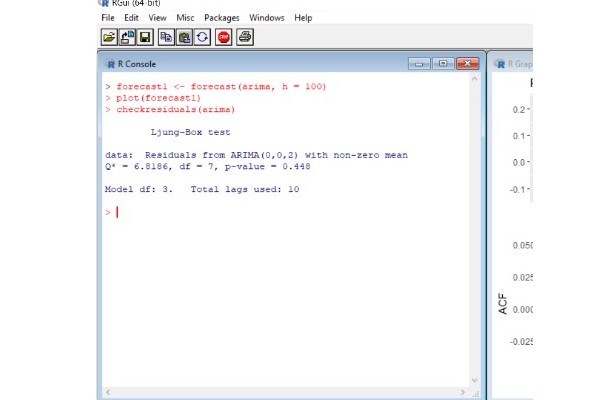 RGui (64-bit)
File Edit View Misc Packages Windows Help
STOP
R Console
> forecast1 <- forecast(arima, h = 100)
> plot(forecast1)
> checkresiduals(arima)
Ljung-Box test
data: Residuals from ARIMA(0,0,2) with non-zero mean
Q* = 6.8186, df = 7, p-value = 0.448
Model df: 3. Total lags used: 10
>
R Grap
0.2
0.1
0.0
-0.1
0.050
0.025
0.000
-0.025
ACF